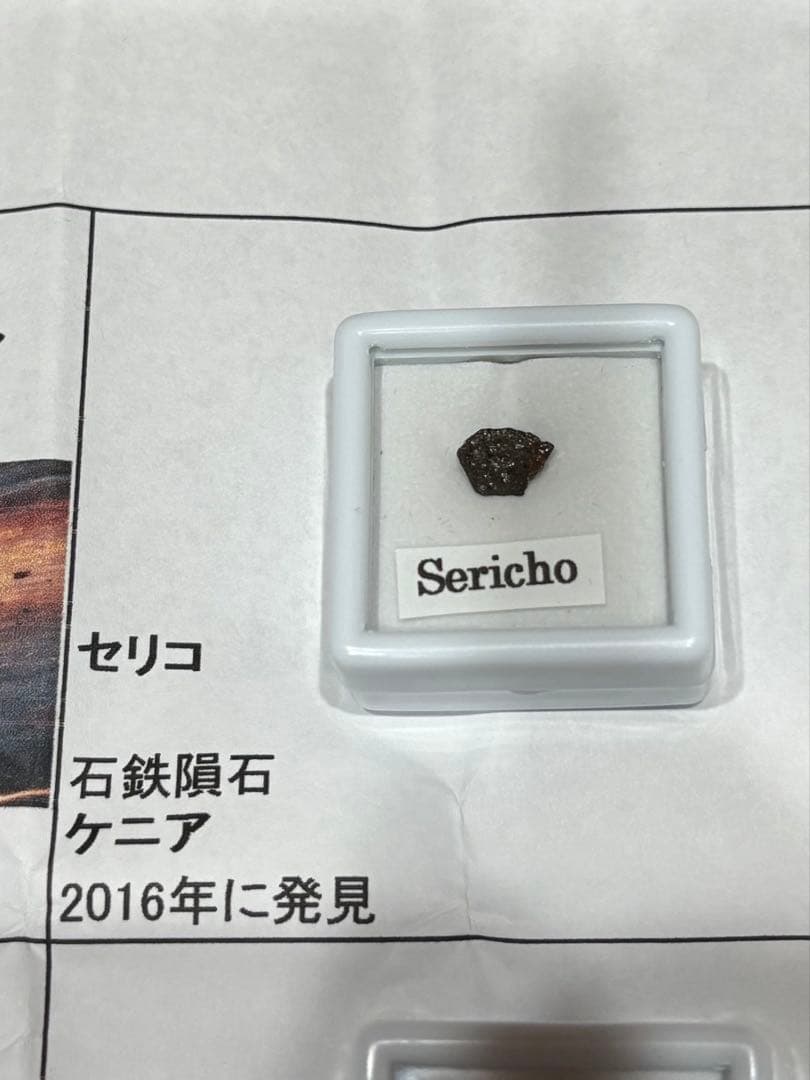 Sericho
セリコ
石鉄隕石
ケニア
2016年に発見